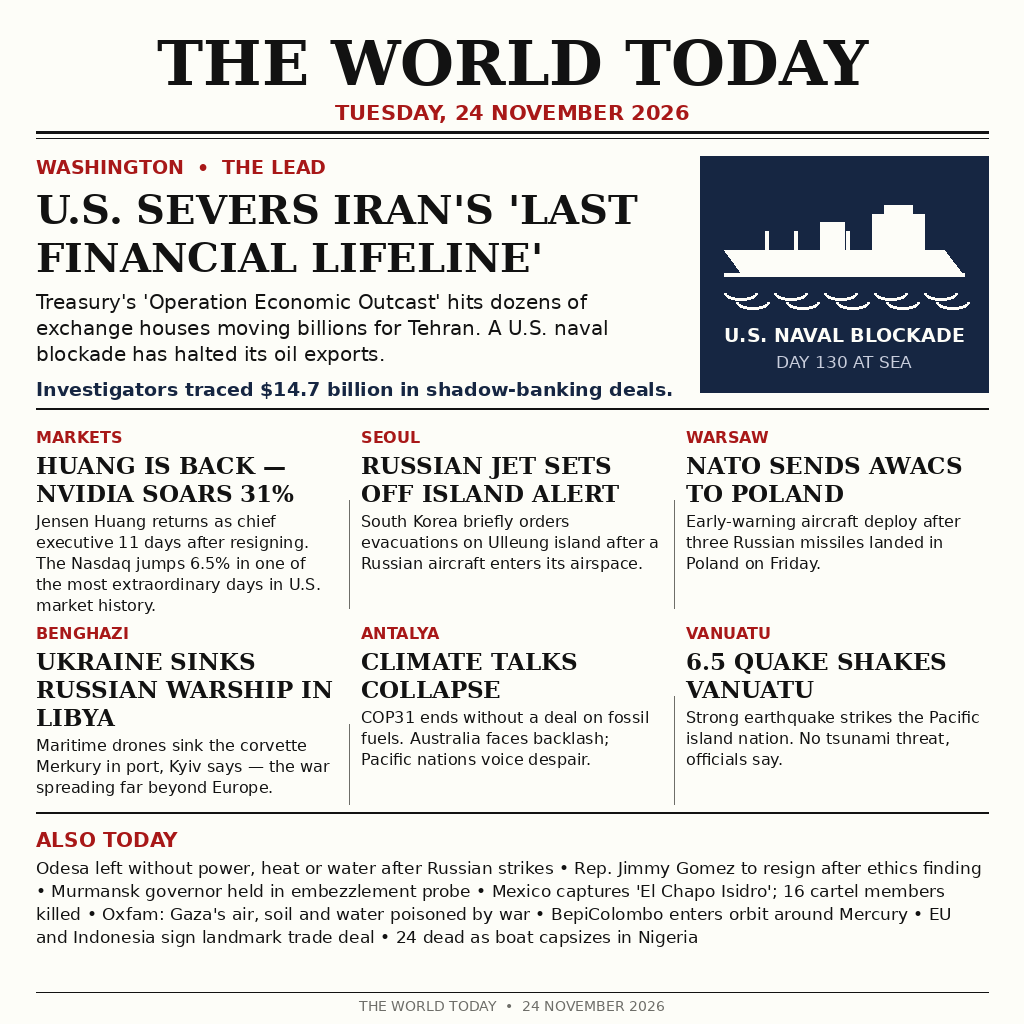 THE WORLD TODAY
TUESDAY, 24 NOVEMBER 2026
WASHINGTON • THE LEAD
U.S. SEVERS IRAN'S 'LAST
FINANCIAL LIFELINE'
Treasury's 'Operation Economic Outcast' hits dozens of
exchange houses moving billions for Tehran. A U.S. naval
blockade has halted its oil exports.
Investigators traced $14.7 billion in shadow-banking deals.
U.S. NAVAL BLOCKADE
DAY 130 AT SEA
MARKETS
HUANG IS BACK —
NVIDIA SOARS 31%
Jensen Huang returns as chief
executive 11 days after resigning.
The Nasdaq jumps 6.5% in one of
the most extraordinary days in U.S.
market history.
SEOUL
RUSSIAN JET SETS
OFF ISLAND ALERT
South Korea briefly orders
evacuations on Ulleung island after a
Russian aircraft enters its airspace.
WARSAW
NATO SENDS AWACS
TO POLAND
Early-warning aircraft deploy after
three Russian missiles landed in
Poland on Friday.
BENGHAZI
UKRAINE SINKS
RUSSIAN WARSHIP IN
LIBYA
Maritime drones sink the corvette
Merkury in port, Kyiv says — the war
spreading far beyond Europe.
ANTALYA
CLIMATE TALKS
COLLAPSE
COP31 ends without a deal on fossil
fuels. Australia faces backlash;
Pacific nations voice despair.
VANUATU
6.5 QUAKE SHAKES
VANUATU
Strong earthquake strikes the Pacific
island nation. No tsunami threat,
officials say.
ALSO TODAY
Odesa left without power, heat or water after Russian strikes • Rep. Jimmy Gomez to resign after ethics finding
• Murmansk governor held in embezzlement probe • Mexico captures 'El Chapo Isidro'; 16 cartel members
killed • Oxfam: Gaza's air, soil and water poisoned by war • BepiColombo enters orbit around Mercury • EU
and Indonesia sign landmark trade deal • 24 dead as boat capsizes in Nigeria
THE WORLD TODAY • 24 NOVEMBER 2026